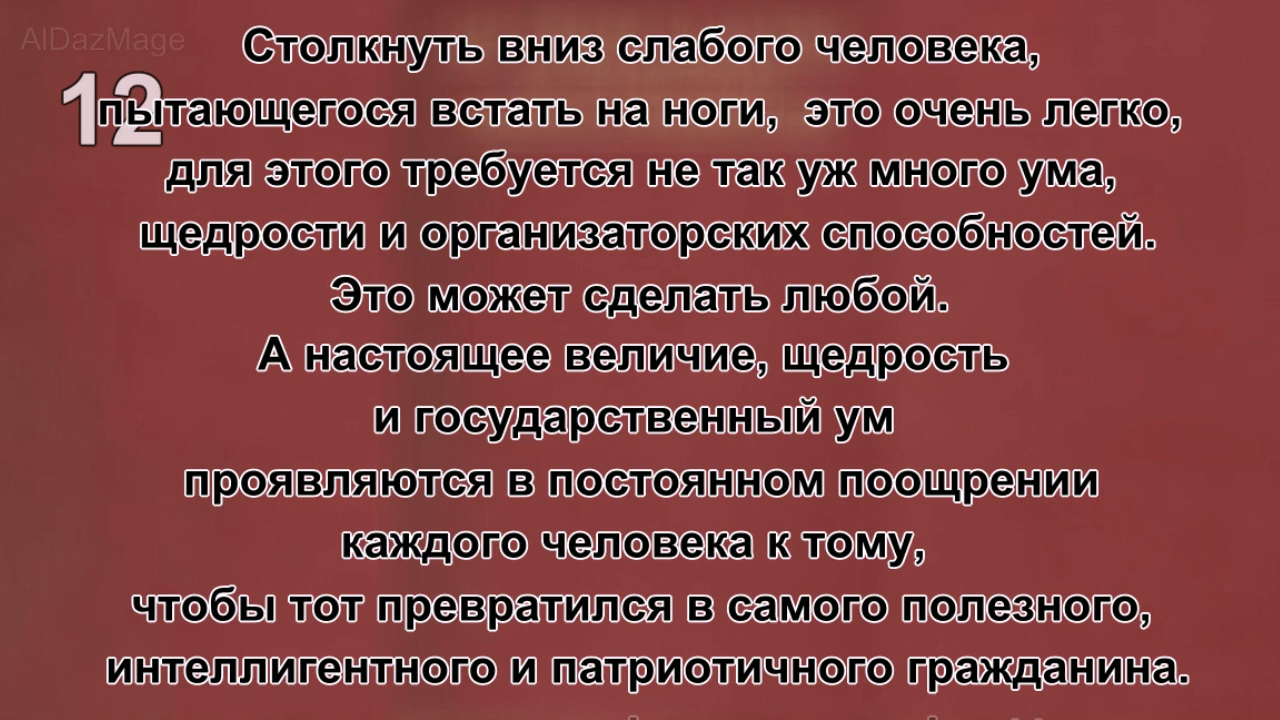 AlDazMage
12
Столкнуть вниз слабого человека,
пытающегося встать на ноги, это очень легко,
для этого требуется не так уж много ума,
щедрости и организаторских способностей.
Это может сделать любой.
А настоящее величие, щедрость
и государственный ум
проявляются в постоянном поощрении
каждого человека к тому,
чтобы тот превратился в самого полезного,
интеллигентного и патриотичного гражданина.